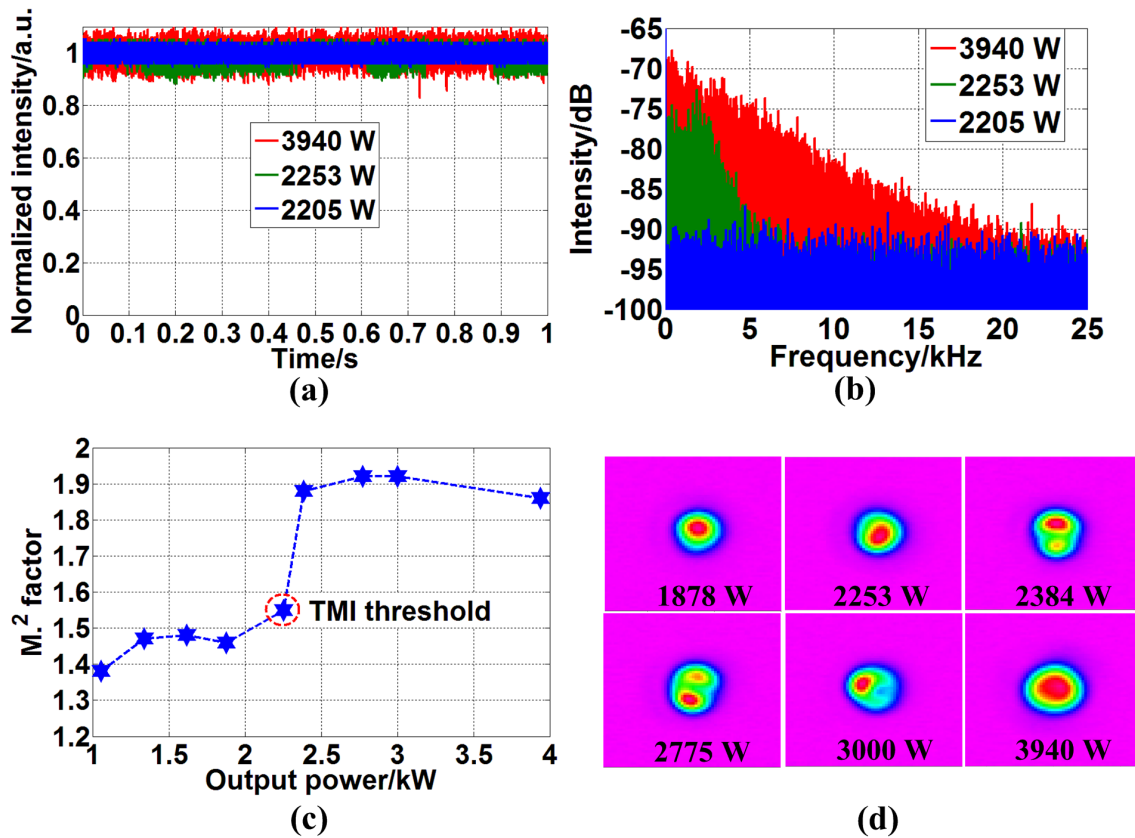 Normalized intensity/a.u.
1
0.8
0.6
0.4
0.2
0
3940 W
2253 W
2205 W
0 0.1 0.2 0.3 0.4 0.5 0.6 0.7 0.8 0.9 1
Time/s
(a)
Intensity/dB
-65
-70
-75
-80
-85
-90
-95
-100
3940 W
2253 W
2205 W
0 5 10 15 20 25
Frequency/kHz
(b)
M.² factor
2
1.9
1.8
1.7
1.6
1.5
1.4
1.3
1.2
TMI threshold
1 1.5 2 2.5 3 3.5 4
Output power/kW
(c)
1878 W 2253 W 2384 W
2775 W 3000 W 3940 W
(d)